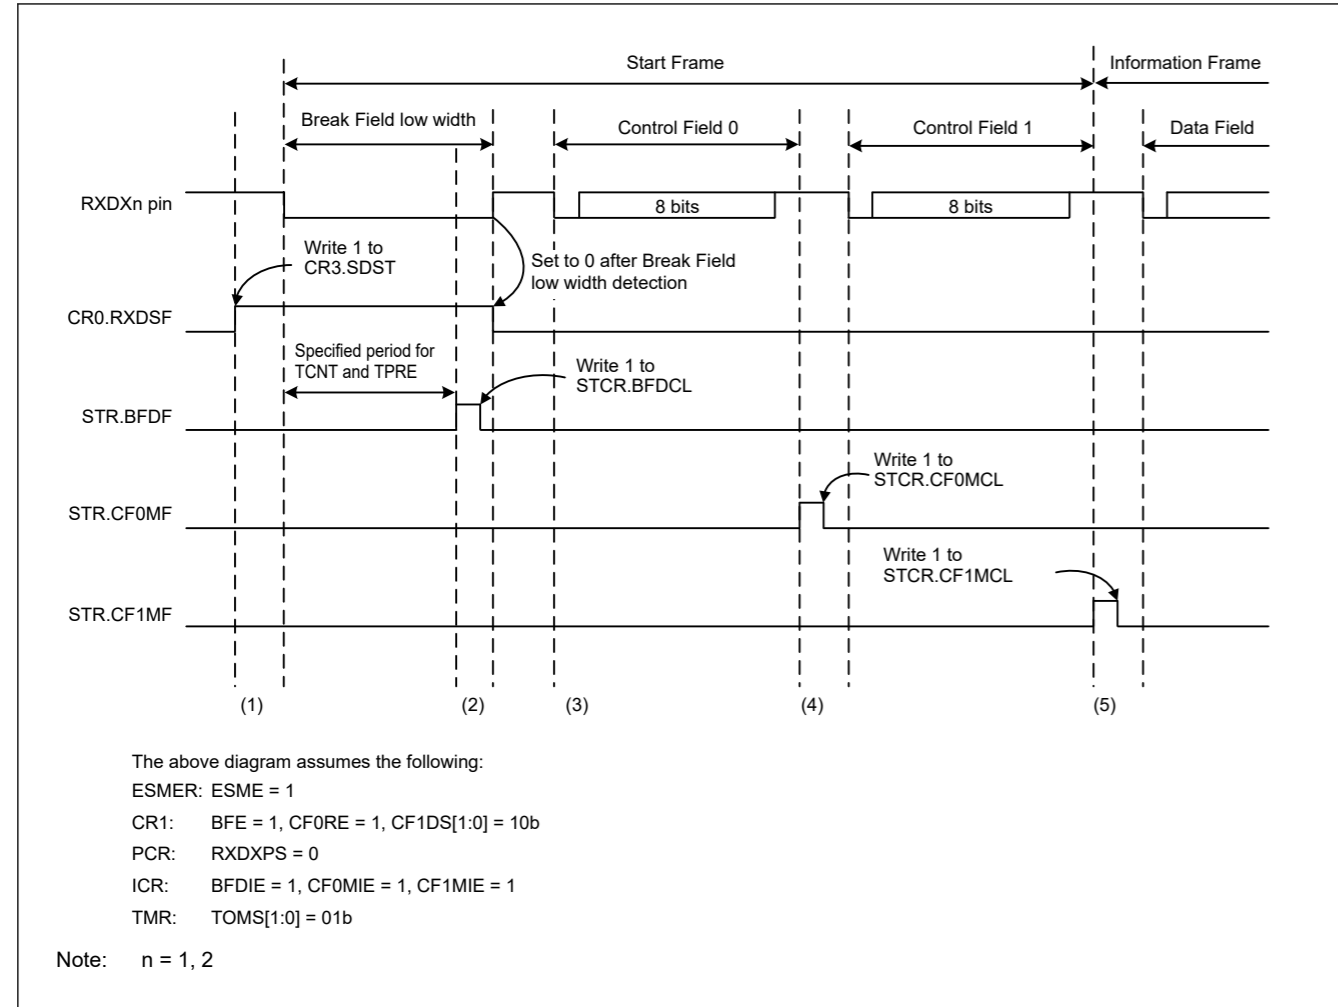 Start Frame
Information Frame
Break Field low width
Control Field 0
Control Field 1
Data Field
RXDXn pin
8 bits
8 bits
Write 1 to
CR3.SDST
Set to 0 after Break Field
low width detection
CR0.RXDSF
Specified period for
TCNT and TPRE
Write 1 to
STCR.BFDCL
STR.BFDF
Write 1 to
STCR.CF0MCL
STR.CF0MF
Write 1 to
STCR.CF1MCL
STR.CF1MF
(1)
(2)
(3)
(4)
(5)
The above diagram assumes the following:
ESMER: ESME = 1
CR1: BFE = 1, CF0RE = 1, CF1DS[1:0] = 10b
PCR: RXDXPS = 0
ICR: BFDIE = 1, CF0MIE = 1, CF1MIE = 1
TMR: TOMS[1:0] = 01b
Note: n = 1, 2